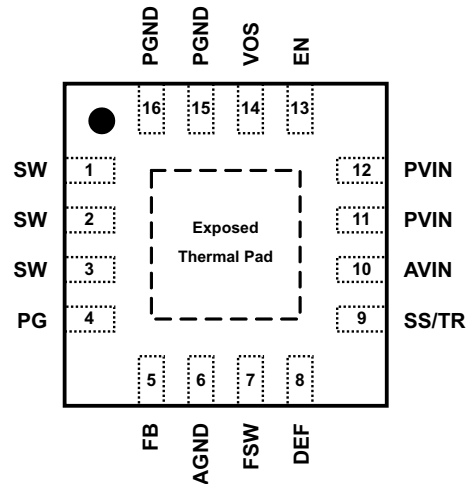 PGND
PGND
VOS
EN
16
15
14
13
SW
1
12
PVIN
SW
2
11
PVIN
SW
3
10
AVIN
PG
4
9
SS/TR
Exposed
Thermal Pad
5
6
7
8
FB
AGND
FSW
DEF